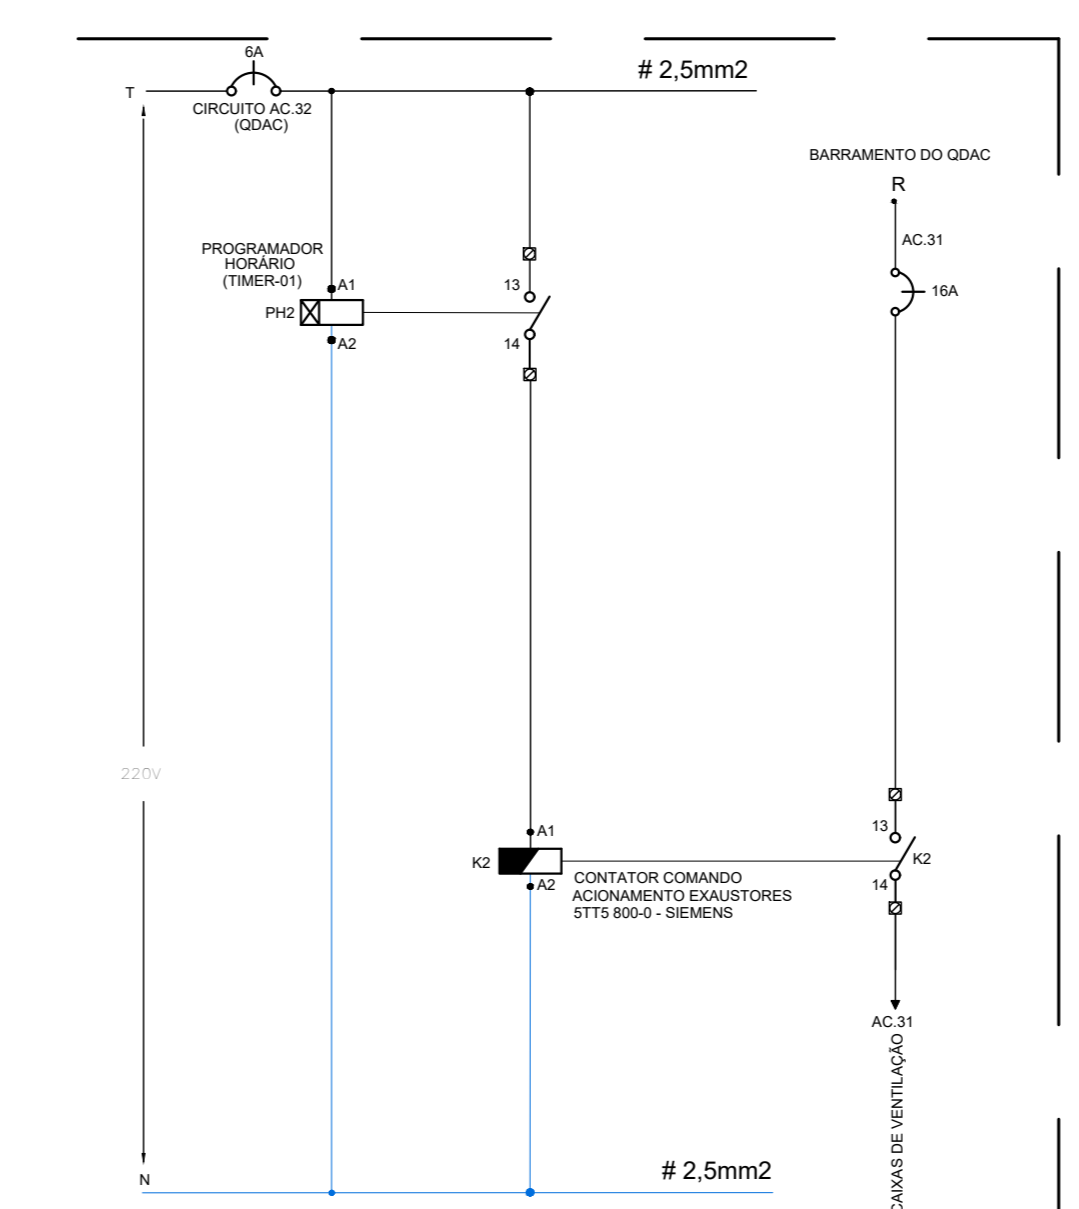 6A
# 2,5mm2
T
CIRCUITO AC.32
(QDAC)
BARRAMENTO DO QDAC
R
AC.31
PROGRAMADOR
HORÁRIO
(TIMER-01)
A1
13
16A
PH2
A2
14
220V
A1
13
K2
K2
A2
14
CONTATOR COMANDO
ACIONAMENTO EXAUSTORES
5TT5 800-0 - SIEMENS
AC.31
CAIXAS DE VENTILAÇÃO
# 2,5mm2
N